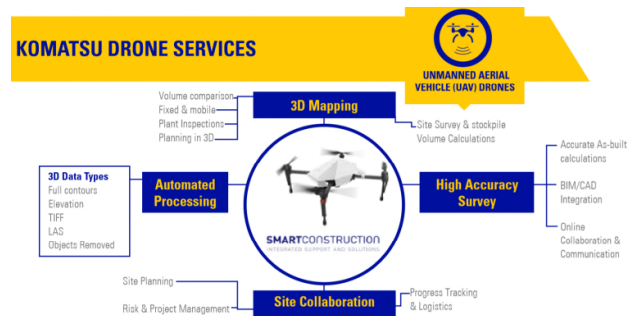 KOMATSU DRONE SERVICES
UNMANNED AERIAL
VEHICLE (UAV) DRONES
Volume comparison
Fixed & mobile
Plant Inspections
Planning in 3D
3D Mapping
Site Survey & stockpile
Volume Calculations
3D Data Types
Full contours
Elevation
TIFF
LAS
Objects Removed
Automated
Processing
SMARTCONSTRUCTION
INTEGRATED SUPPORT AND SOLUTIONS
High Accuracy
Survey
Accurate As-built
calculations
BIM/CAD
Integration
Online
Collaboration &
Communication
Site Planning
Risk & Project Management
Site Collaboration
Progress Tracking
& Logistics